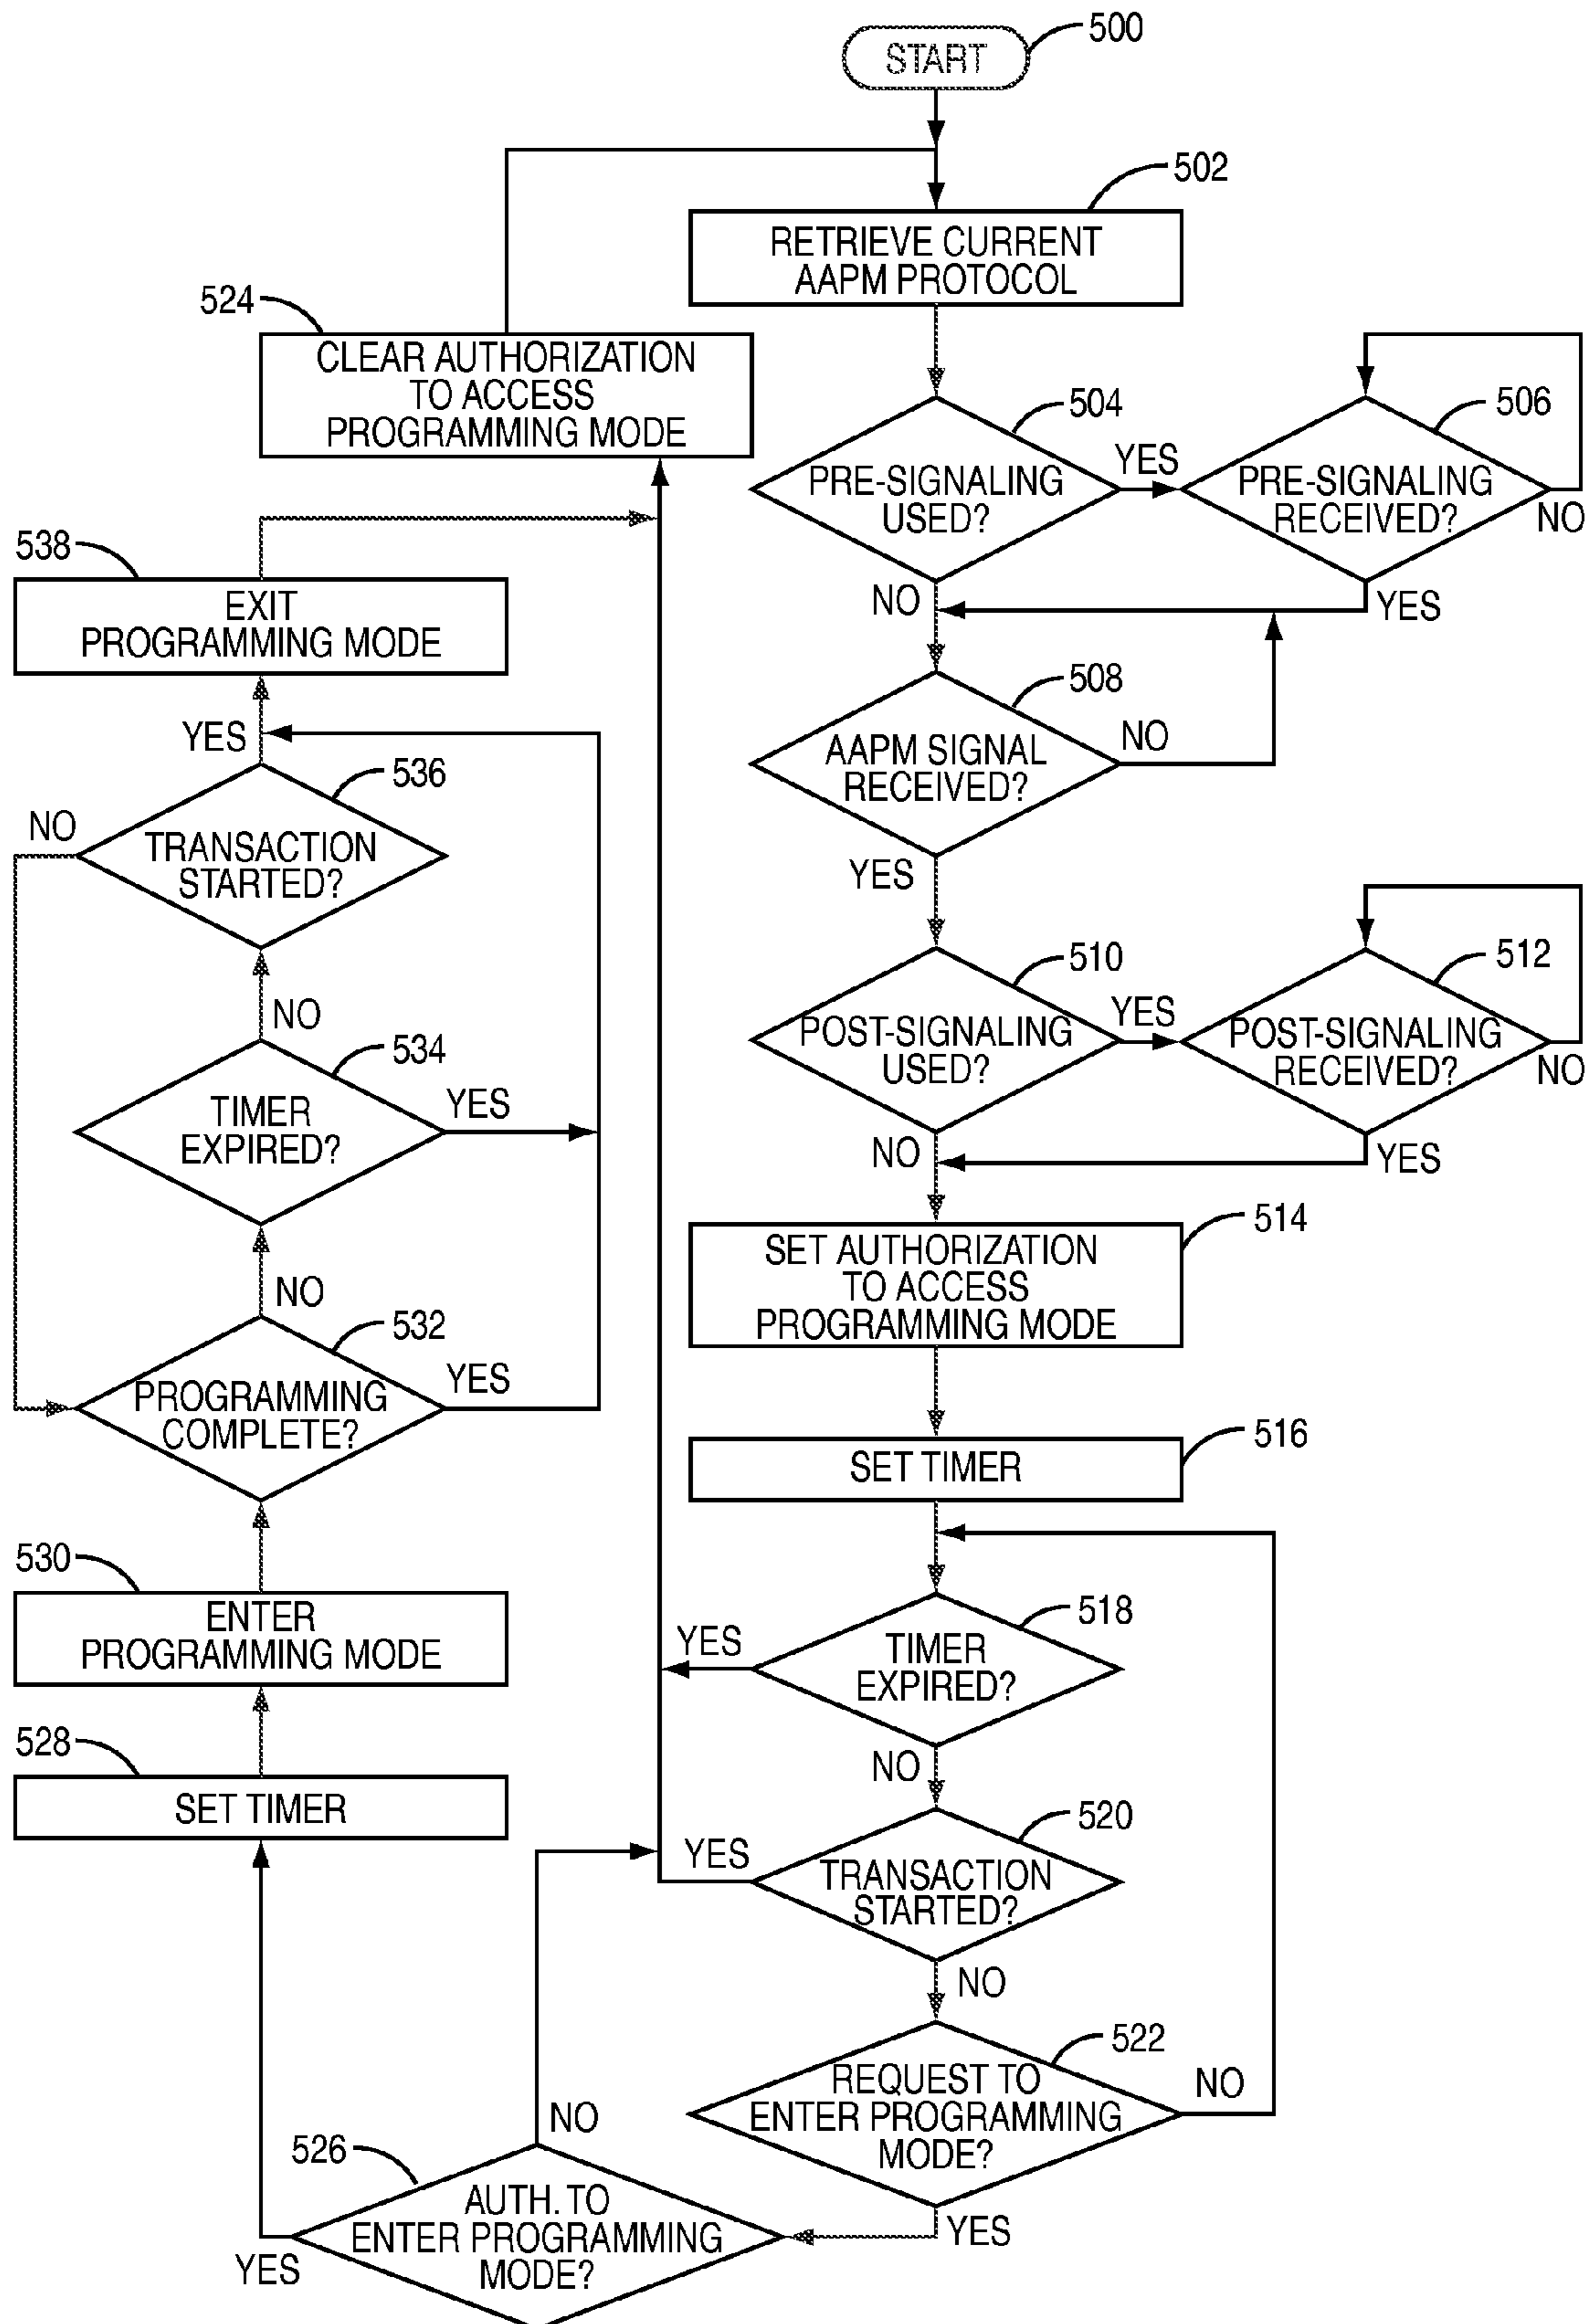 START
500
502
RETRIEVE CURRENT
AAPM PROTOCOL
524
CLEAR AUTHORIZATION
TO ACCESS
PROGRAMMING MODE
504
PRE-SIGNALING
USED?
YES
NO
506
PRE-SIGNALING
RECEIVED?
NO
YES
508
AAPM SIGNAL
RECEIVED?
NO
YES
510
POST-SIGNALING
USED?
YES
NO
512
POST-SIGNALING
RECEIVED?
NO
YES
514
SET AUTHORIZATION
TO ACCESS
PROGRAMMING MODE
516
SET TIMER
518
TIMER
EXPIRED?
YES
NO
520
TRANSACTION
STARTED?
YES
NO
522
REQUEST TO
ENTER PROGRAMMING
MODE?
NO
YES
526
AUTH. TO
ENTER PROGRAMMING
MODE?
NO
YES
528
SET TIMER
530
ENTER
PROGRAMMING MODE
532
PROGRAMMING
COMPLETE?
YES
NO
534
TIMER
EXPIRED?
YES
NO
536
TRANSACTION
STARTED?
NO
YES
538
EXIT
PROGRAMMING MODE